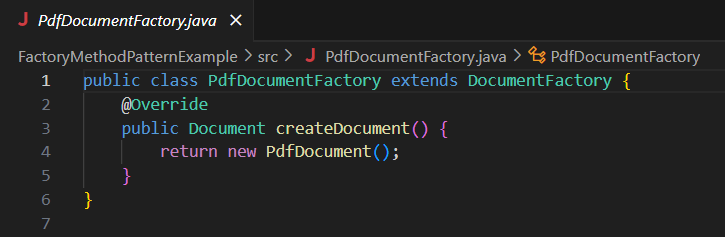 J PdfDocumentFactory.java ×
FactoryMethodPatternExample > src > J PdfDocumentFactory.java > PdfDocumentFactory
1 public class PdfDocumentFactory extends DocumentFactory {
2     @Override
3     public Document createDocument() {
4         return new PdfDocument();
5     }
6 }
7